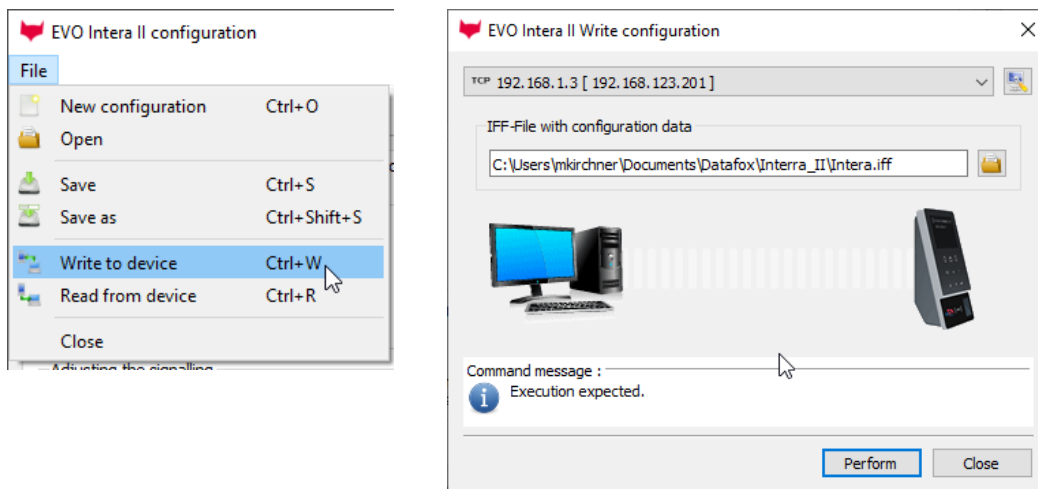 EVO Intera II configuration
File
New configuration Ctrl+O
Open
Save Ctrl+S
Save as Ctrl+Shift+S
Write to device Ctrl+W
Read from device Ctrl+R
Close
Adjusting the signalling
EVO Intera II Write configuration
TCP 192.168.1.3 [ 192.168.123.201 ]
IFF-File with configuration data
C:\Users\mkirchner\Documents\Datafox\Interra_II\Intera.iff
Command message :
Execution expected.
Perform Close